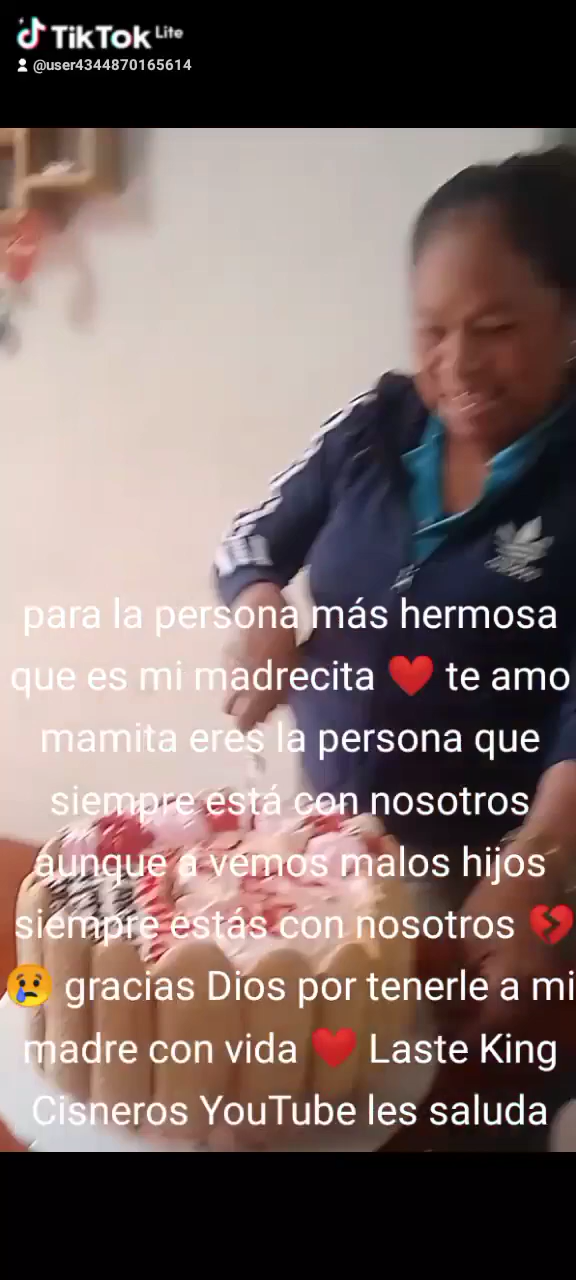 TikTok Lite
@user4344870165614
para la persona más hermosa
que es mi madrecita ❤️ te amo
mamita eres la persona que
siempre está con nosotros
aunque a vemos malos hijos
siempre estás con nosotros 💔
😢 gracias Dios por tenerle a mi
madre con vida ❤️ Laste King
Cisneros YouTube les saluda